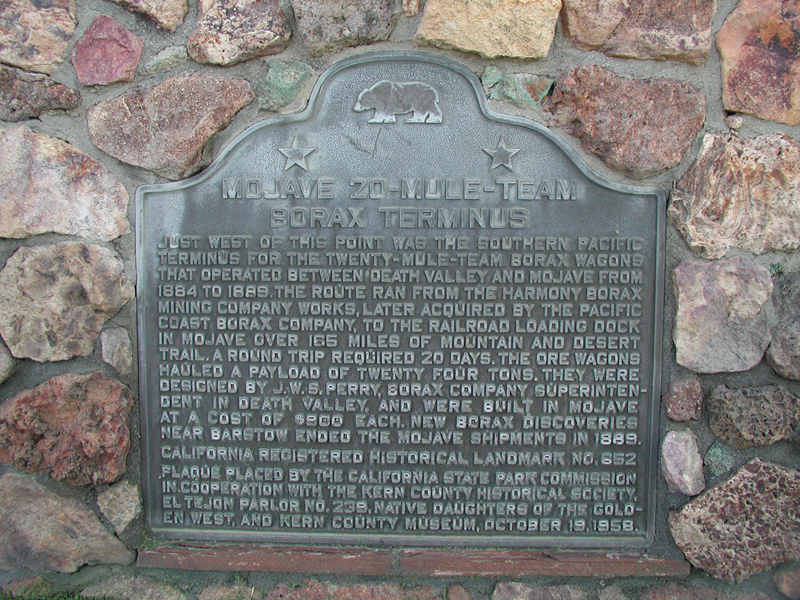 MOJAVE 20-MULE-TEAM
BORAX TERMINUS
JUST WEST OF THIS POINT WAS THE SOUTHERN PACIFIC
TERMINUS FOR THE TWENTY-MULE-TEAM BORAX WAGONS
THAT OPERATED BETWEEN DEATH VALLEY AND MOJAVE FROM
1884 TO 1889. THE ROUTE RAN FROM THE HARMONY BORAX
MINING COMPANY WORKS, LATER ACQUIRED BY THE PACIFIC
COAST BORAX COMPANY, TO THE RAILROAD LOADING DOCK
IN MOJAVE OVER 165 MILES OF MOUNTAIN AND DESERT
TRAIL. A ROUND TRIP REQUIRED 20 DAYS. THE ORE WAGONS
HAULED A PAYLOAD OF TWENTY FOUR TONS. THEY WERE
DESIGNED BY J.W.S. PERRY, BORAX COMPANY SUPERINTEN-
DENT IN DEATH VALLEY, AND WERE BUILT IN MOJAVE
AT A COST OF $900 EACH. NEW BORAX DISCOVERIES
NEAR BARSTOW ENDED THE MOJAVE SHIPMENTS IN 1889.
CALIFORNIA REGISTERED HISTORICAL LANDMARK NO. 652
PLAQUE PLACED BY THE CALIFORNIA STATE PARK COMMISSION
IN COOPERATION WITH THE KERN COUNTY HISTORICAL SOCIETY,
EL TEJON PARLOR NO. 239, NATIVE DAUGHTERS OF THE GOLD-
EN WEST, AND KERN COUNTY MUSEUM, OCTOBER 19, 1958.